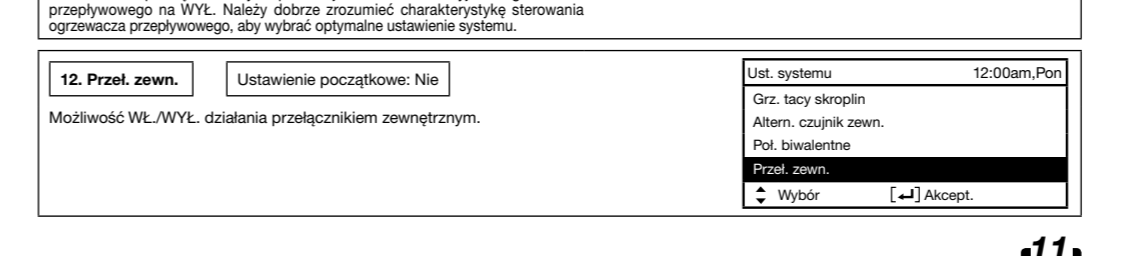 przepływowego na WYŁ. Należy dobrze zrozumieć charakterystykę sterowania
ogrzewacza przepływowego, aby wybrać optymalne ustawienie systemu.
12. Przeł. zewn.
Ustawienie początkowe: Nie
Możliwość WŁ./WYŁ. działania przełącznikiem zewnętrznym.
Ust. systemu 12:00am,Pon
Grz. tacy skroplin
Altern. czujnik zewn.
Poł. biwalentne
Przeł. zewn.
Wybór [↵] Akcept.
11